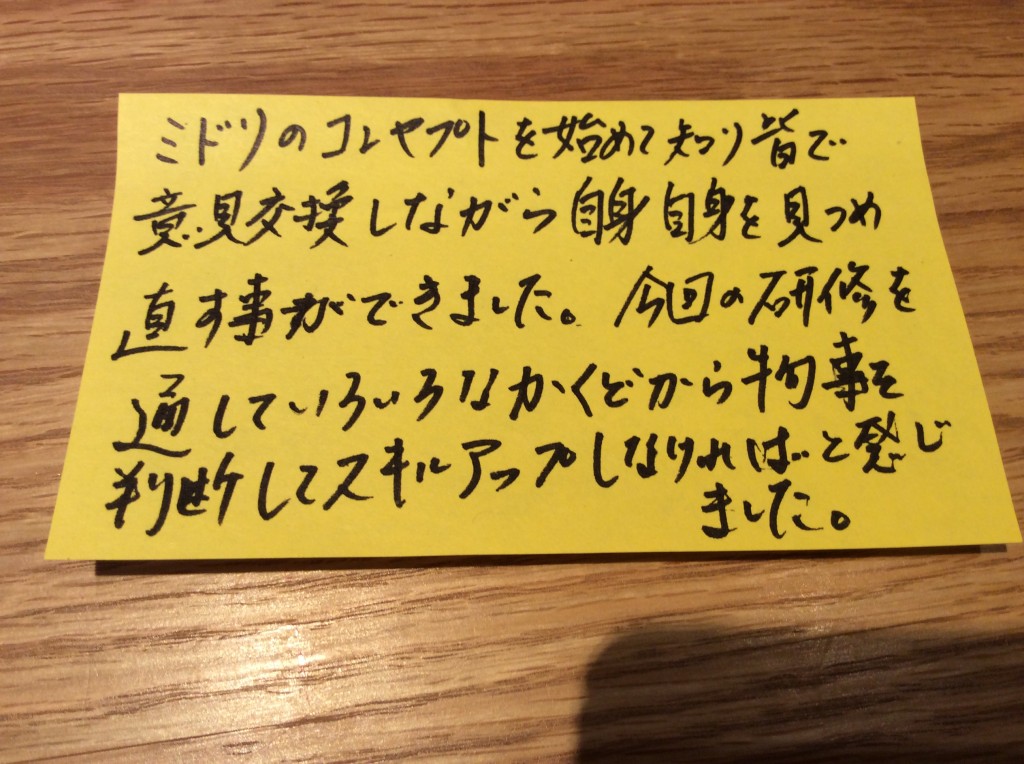 ミドリのコンセプトを始めて知り皆で
意見交換しながら自身自身を見つめ
直す事ができました。今回の研修を
通していろいろなかくどから物事を
判断してスキルアップしなければと感じ
ました。